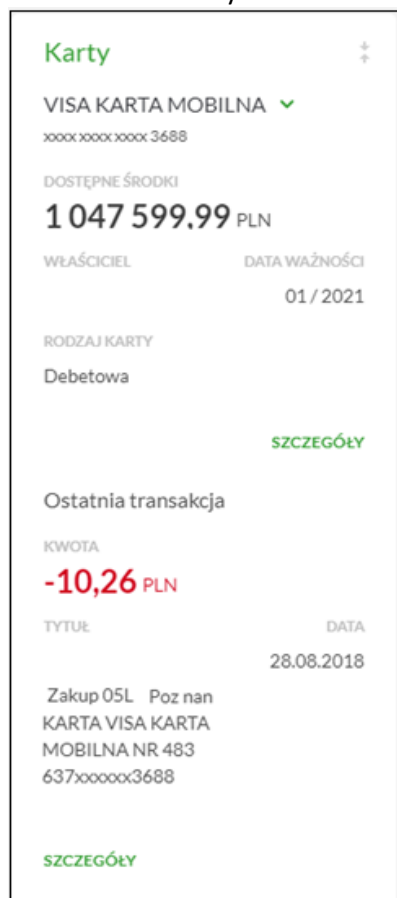 Karty
VISA KARTA MOBILNA
xxxx xxxx xxxx 3688
DOSTĘPNE ŚRODKI
1 047 599,99 PLN
WŁAŚCICIEL DATA WAŻNOŚCI
01 / 2021
RODZAJ KARTY
Debetowa
SZCZEGÓŁY
Ostatnia transakcja
KWOTA
-10,26 PLN
TYTUŁ DATA
28.08.2018
Zakup 05L Poz nan
KARTA VISA KARTA
MOBILNA NR 483
637xxxxxx3688
SZCZEGÓŁY